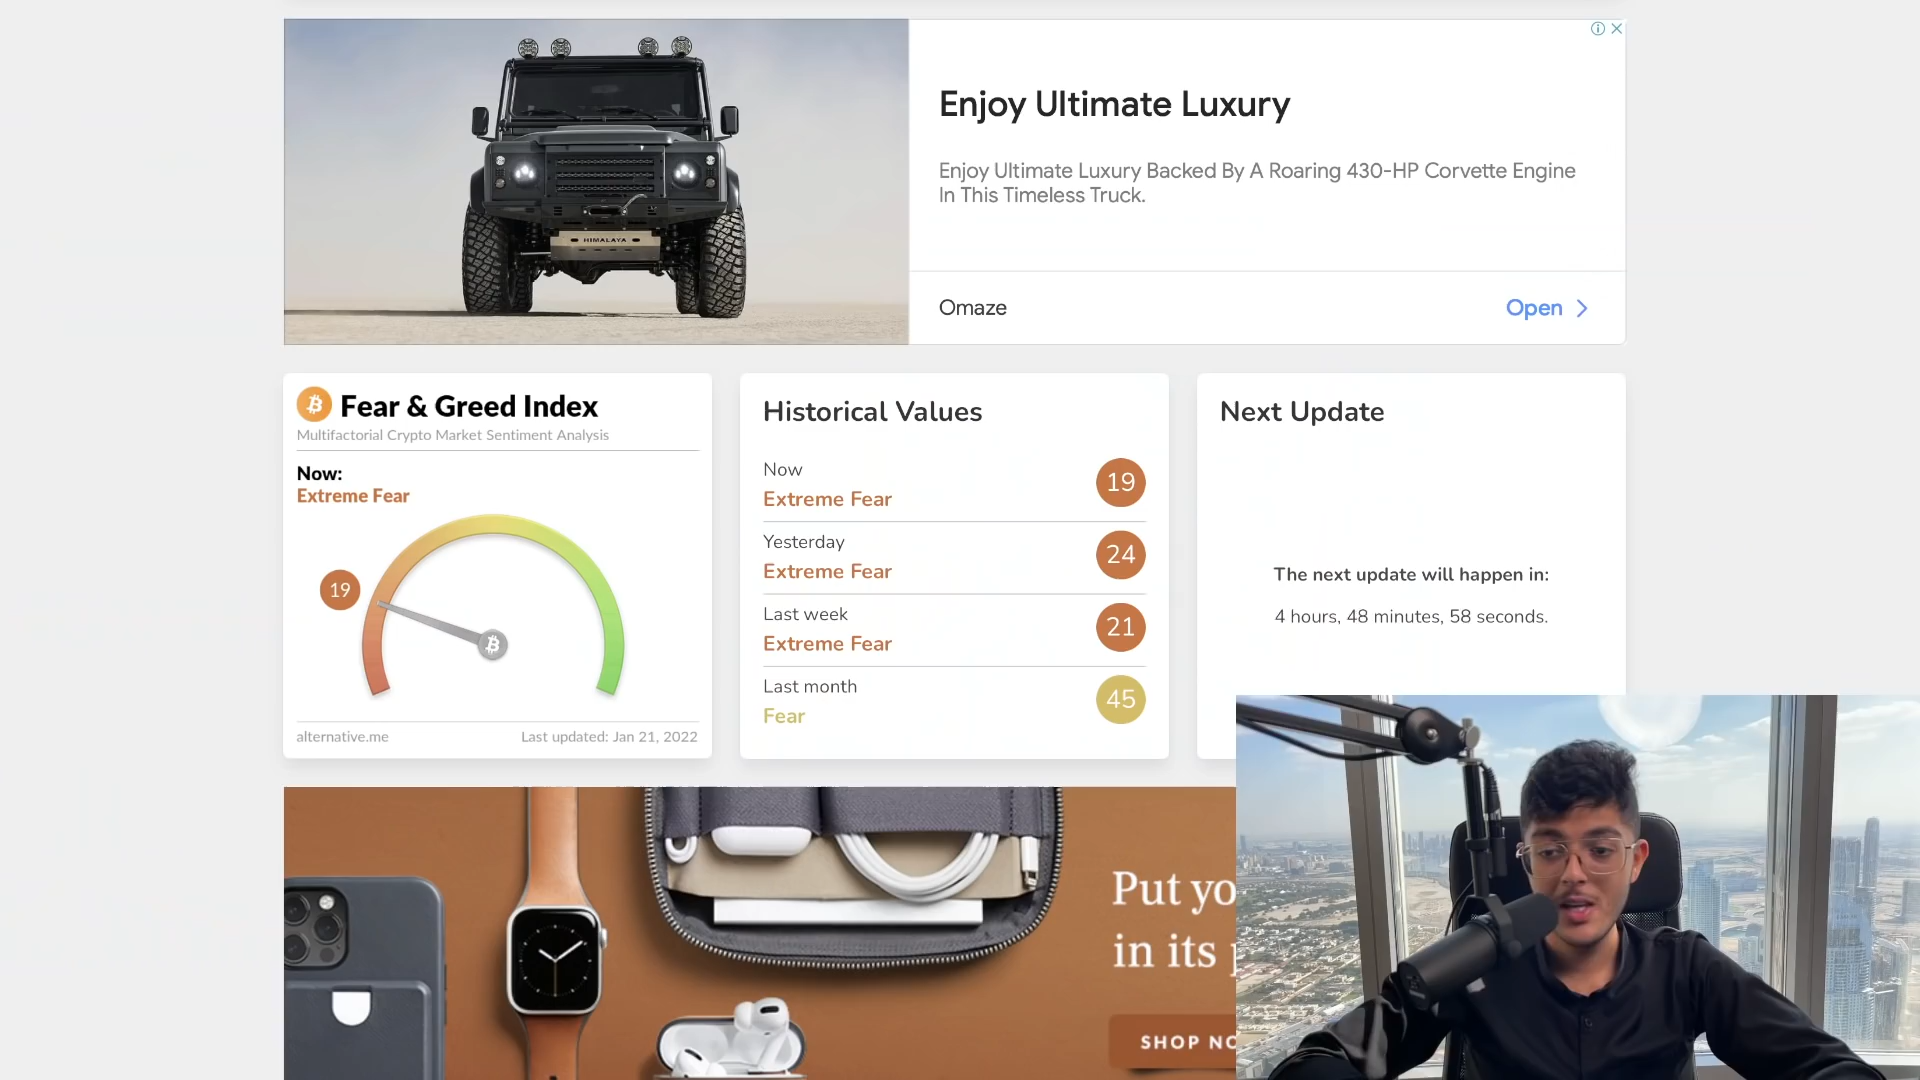 Enjoy Ultimate Luxury
Enjoy Ultimate Luxury Backed By A Roaring 430-HP Corvette Engine
In This Timeless Truck.
HIMALAYA
Omaze
Open
Fear & Greed Index
Multifactorial Crypto Market Sentiment Analysis
Now:
Extreme Fear
19
alternative.me
Last updated: Jan 21, 2022
Historical Values
Now
Extreme Fear
19
Yesterday
Extreme Fear
24
Last week
Extreme Fear
21
Last month
Fear
45
Next Update
The next update will happen in:
4 hours, 48 minutes, 58 seconds.
Put yo
in its
SHOP NO